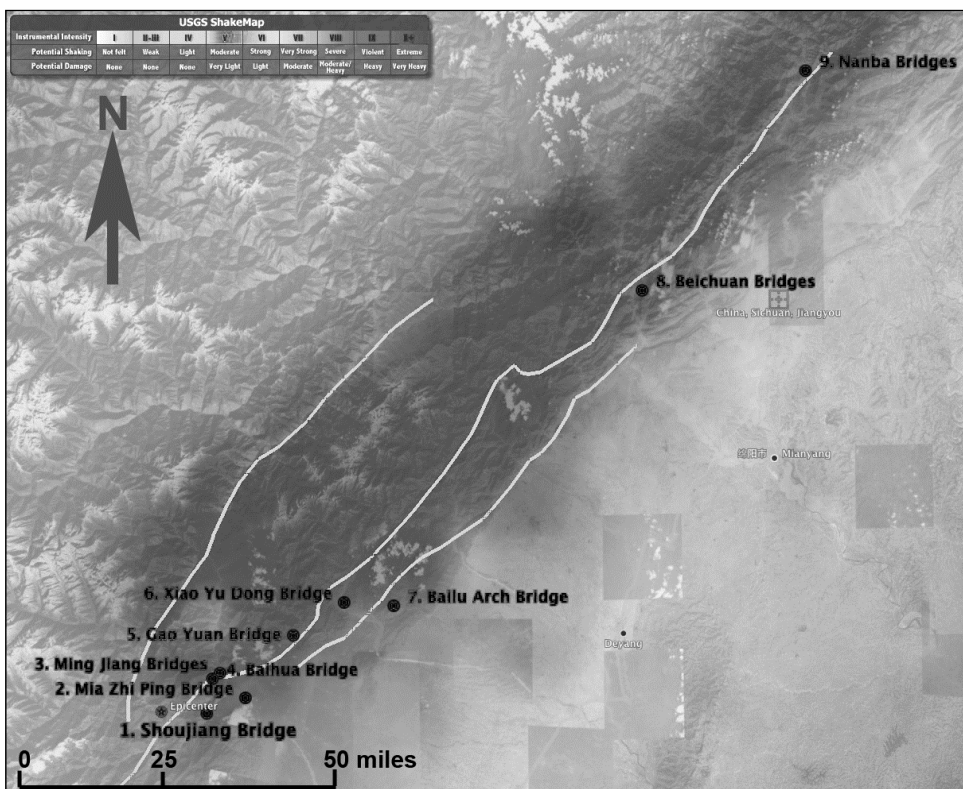 USGS ShakeMap
Instrumental Intensity I II-III IV V VI VII VIII IX X+
Potential Shaking Not felt Weak Light Moderate Strong Very Strong Severe Violent Extreme
Potential Damage None None None Very Light Light Moderate Moderate/ Heavy Heavy Very Heavy
N
9. Nanba Bridges
8. Beichuan Bridges
China, Sichuan, Jiangyou
绵阳市 Mianyang
6. Xiao Yu Dong Bridge
7. Bailu Arch Bridge
5. Gao Yuan Bridge
Deyang
3. Ming Jiang Bridges
4. Baihua Bridge
2. Mia Zhi Ping Bridge
Epicenter
1. Shoujiang Bridge
0 25 50 miles